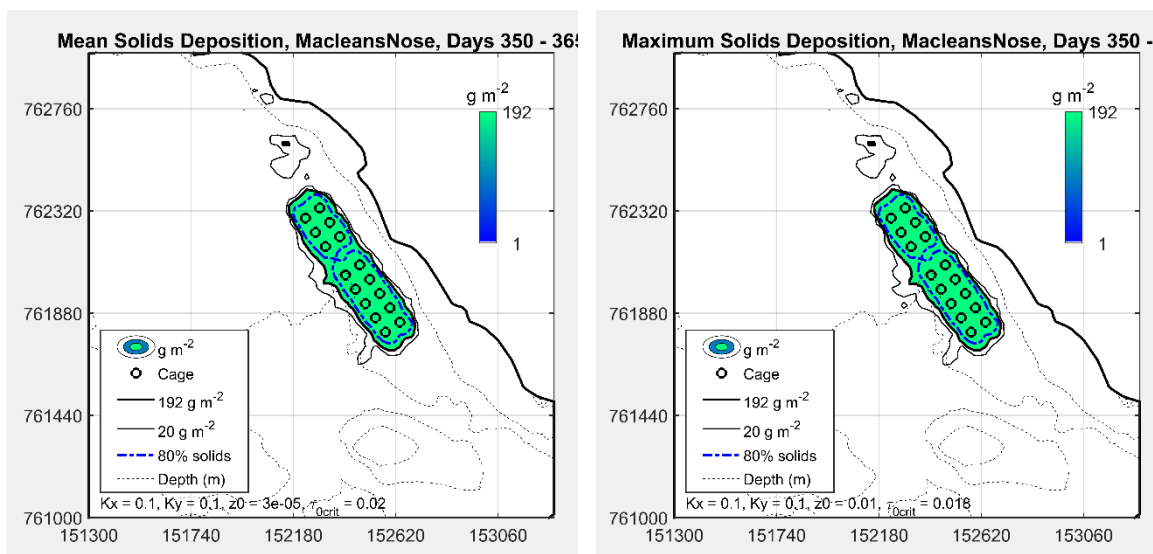 Mean Solids Deposition, MacleansNose, Days 350 - 365
g m-2
192
1
762760
762320
761880
761440
761000
g m-2
Cage
192 g m-2
20 g m-2
80% solids
Depth (m)
Kx = 0.1, Ky = 0.1, z0 = 3e-05, τ0crit = 0.02
151300 151740 152180 152620 153060
Maximum Solids Deposition, MacleansNose, Days 350 -
g m-2
192
1
762760
762320
761880
761440
761000
g m-2
Cage
192 g m-2
20 g m-2
80% solids
Depth (m)
Kx = 0.1, Ky = 0.1, z0 = 0.01, τ0crit = 0.018
151300 151740 152180 152620 153060